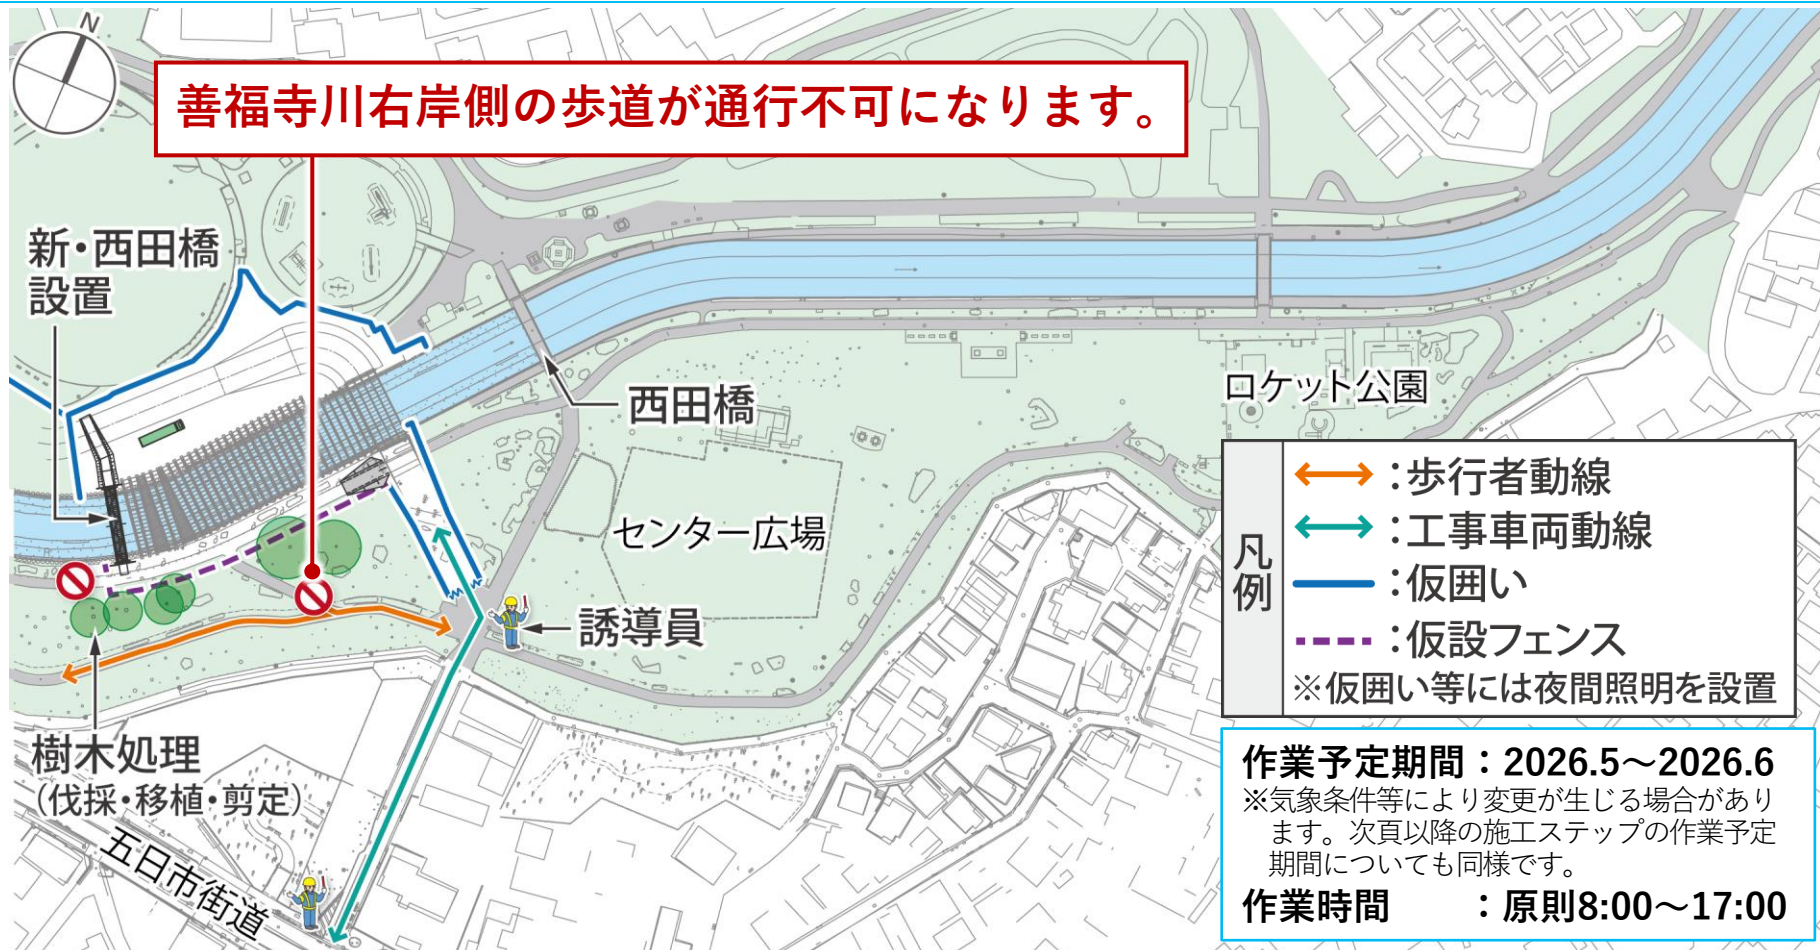 N
善福寺川右岸側の歩道が通行不可になります。
新・西田橋
設置
西田橋
ロケット公園
センター広場
誘導員
樹木処理
(伐採・移植・剪定)
五日市街道
凡例
:歩行者動線
:工事車両動線
:仮囲い
:仮設フェンス
※仮囲い等には夜間照明を設置
作業予定期間:2026.5~2026.6
※気象条件等により変更が生じる場合があり
ます。次頁以降の施工ステップの作業予定
期間についても同様です。
作業時間 :原則8:00~17:00